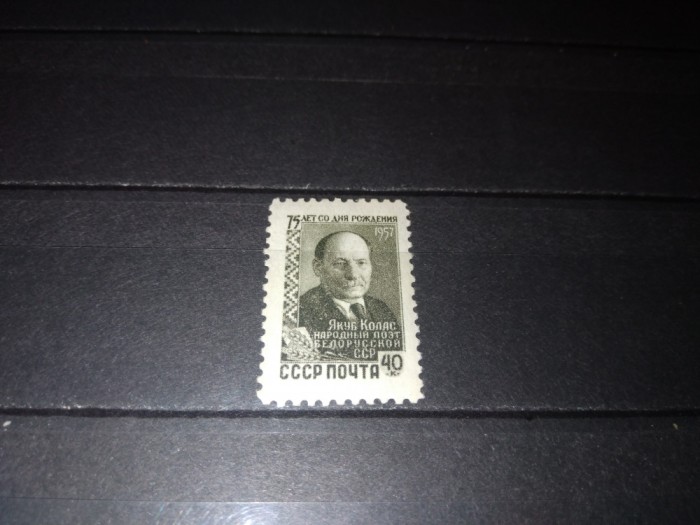 75 ЛЕТ СО ДНЯ РОЖДЕНИЯ
1957
ЯКУБ КОЛАС
НАРОДНЫЙ ПОЭТ
БЕЛОРУССКОЙ
ССР
СССР ПОЧТА 40
К